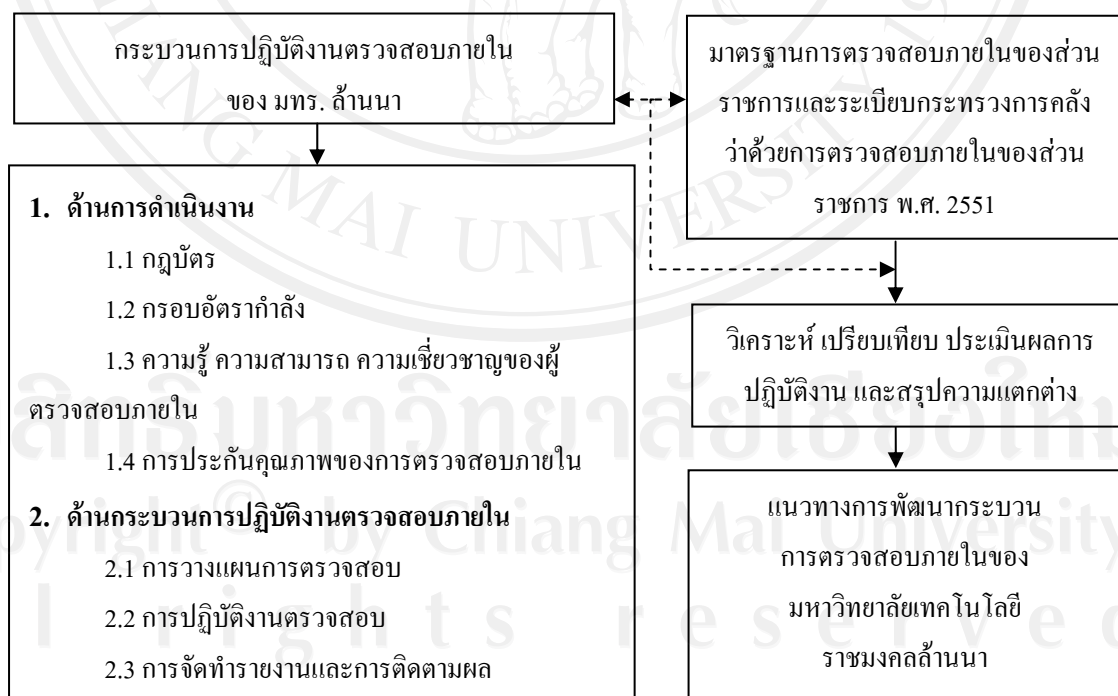 กระบวนการปฏิบัติงานตรวจสอบภายใน
ของ มทร. ล้านนา
มาตรฐานการตรวจสอบภายในของส่วน
ราชการและระเบียบกระทรวงการคลัง
ว่าด้วยการตรวจสอบภายในของส่วน
ราชการ พ.ศ. 2551
1. ด้านการดำเนินงาน
1.1 กฎบัตร
1.2 กรอบอัตรากำลัง
1.3 ความรู้ ความสามารถ ความเชี่ยวชาญของผู้
ตรวจสอบภายใน
1.4 การประกันคุณภาพของการตรวจสอบภายใน
2. ด้านกระบวนการปฏิบัติงานตรวจสอบภายใน
2.1 การวางแผนการตรวจสอบ
2.2 การปฏิบัติงานตรวจสอบ
2.3 การจัดทำรายงานและการติดตามผล
วิเคราะห์ เปรียบเทียบ ประเมินผลการ
ปฏิบัติงาน และสรุปความแตกต่าง
แนวทางการพัฒนากระบวน
การตรวจสอบภายในของ
มหาวิทยาลัยเทคโนโลยี
ราชมงคลล้านนา
MAI UNIVERSITY
by Chiang Mai University
rights reserved